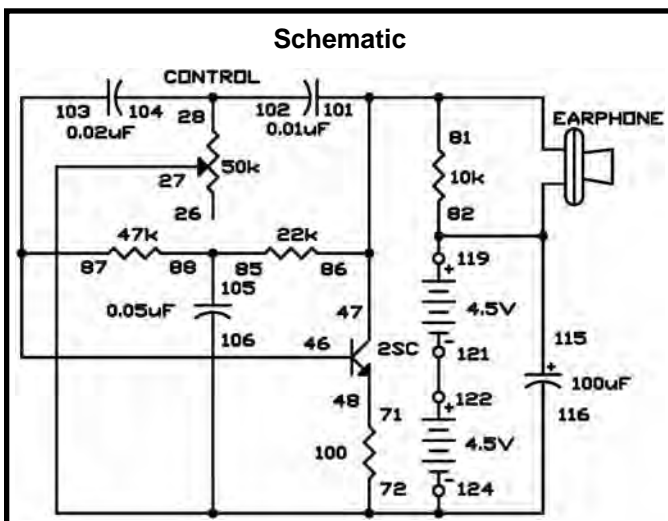 Schematic
CONTROL
EARPHONE
103 104 28 102 101
0.02uF 0.01uF
81
50k
10k
27
82
26
47k 22k
119
87 88 85 86
105
47
4.5V
0.05uF
115
106 46 2SC 121
100uF
48 71 122
116
100
4.5V
72 124